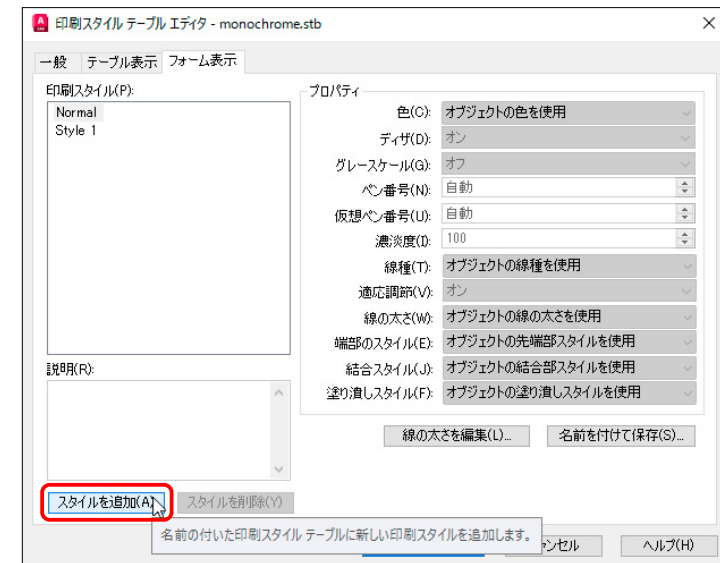 印刷スタイル テーブル エディタ - monochrome.stb
一般 テーブル表示 フォーム表示
印刷スタイル(P):
Normal
Style 1
プロパティ
色(C): オブジェクトの色を使用
ディザ(D): オン
グレースケール(G): オフ
ペン番号(N): 自動
仮想ペン番号(U): 自動
濃淡度(I): 100
線種(T): オブジェクトの線種を使用
適応調節(V): オン
線の太さ(W): オブジェクトの線の太さを使用
端部のスタイル(E): オブジェクトの先端部スタイルを使用
結合スタイル(J): オブジェクトの結合部スタイルを使用
塗り潰しスタイル(F): オブジェクトの塗り潰しスタイルを使用
説明(R):
線の太さを編集(L)... 名前を付けて保存(S)...
スタイルを追加(A) スタイルを削除(Y)
名前の付いた印刷スタイル テーブルに新しい印刷スタイルを追加します。
ンセル ヘルプ(H)